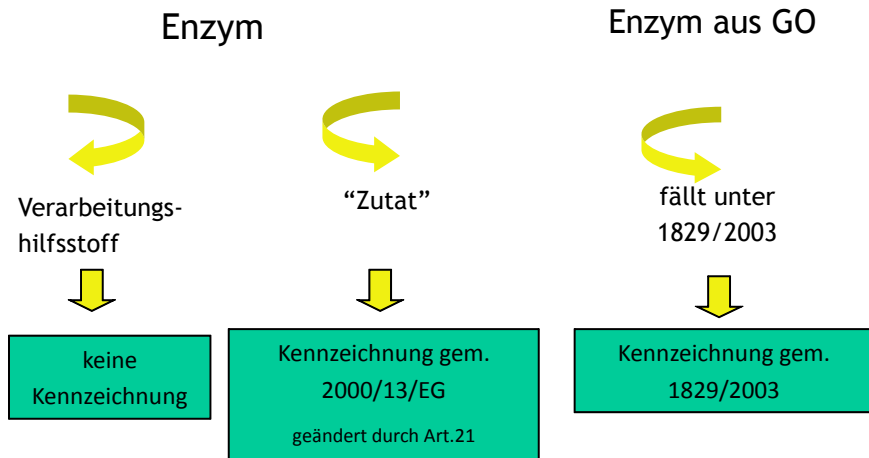 Enzym
Enzym aus GO
Verarbeitungs-
hilfsstoff
“Zutat”
fällt unter
1829/2003
keine
Kennzeichnung
Kennzeichnung gem.
2000/13/EG
geändert durch Art.21
Kennzeichnung gem.
1829/2003